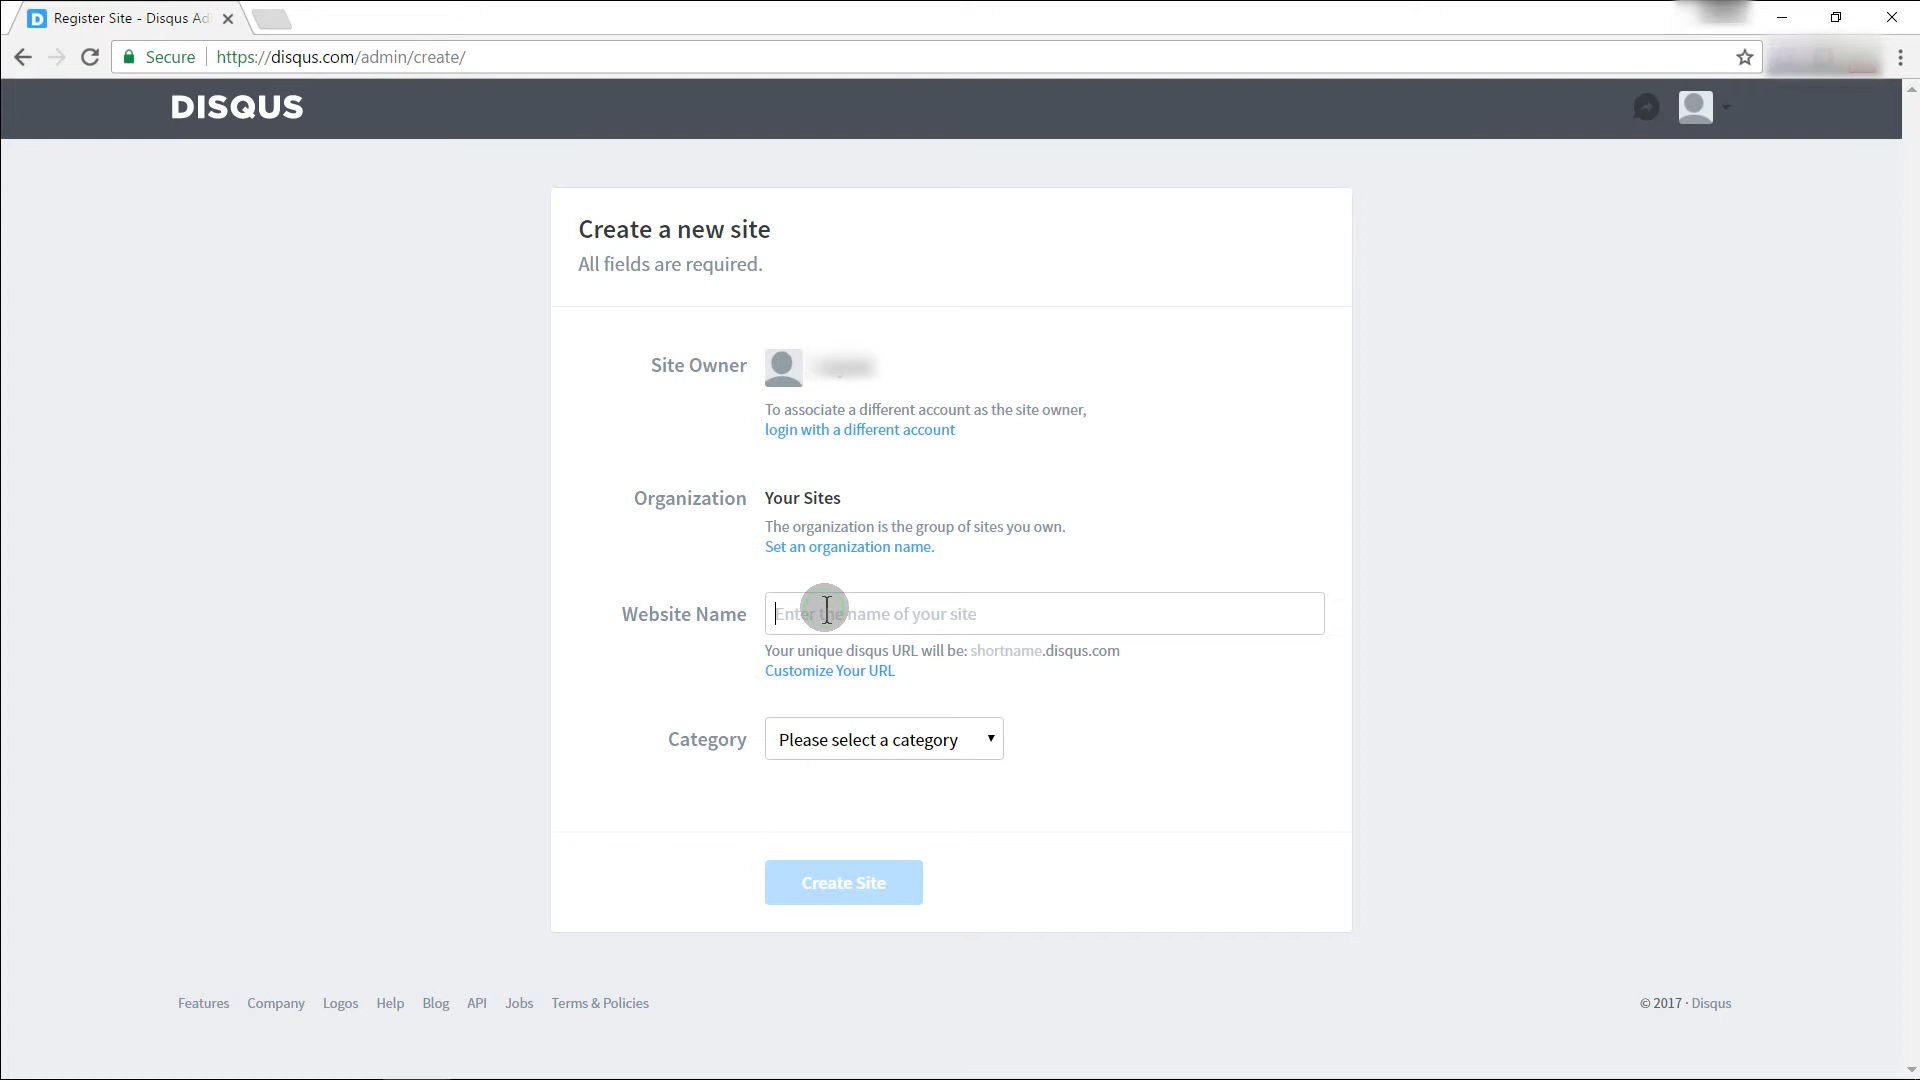 Register Site - Disqus Ad
Secure
https://disqus.com/admin/create/
DISQUS
Create a new site
All fields are required.
Site Owner
To associate a different account as the site owner,
login with a different account
Organization
Your Sites
The organization is the group of sites you own.
Set an organization name.
Website Name
Enter the name of your site
Your unique disqus URL will be: shortname.disqus.com
Customize Your URL
Category
Please select a category
Create Site
Features Company Logos Help Blog API Jobs Terms & Policies
© 2017 · Disqus